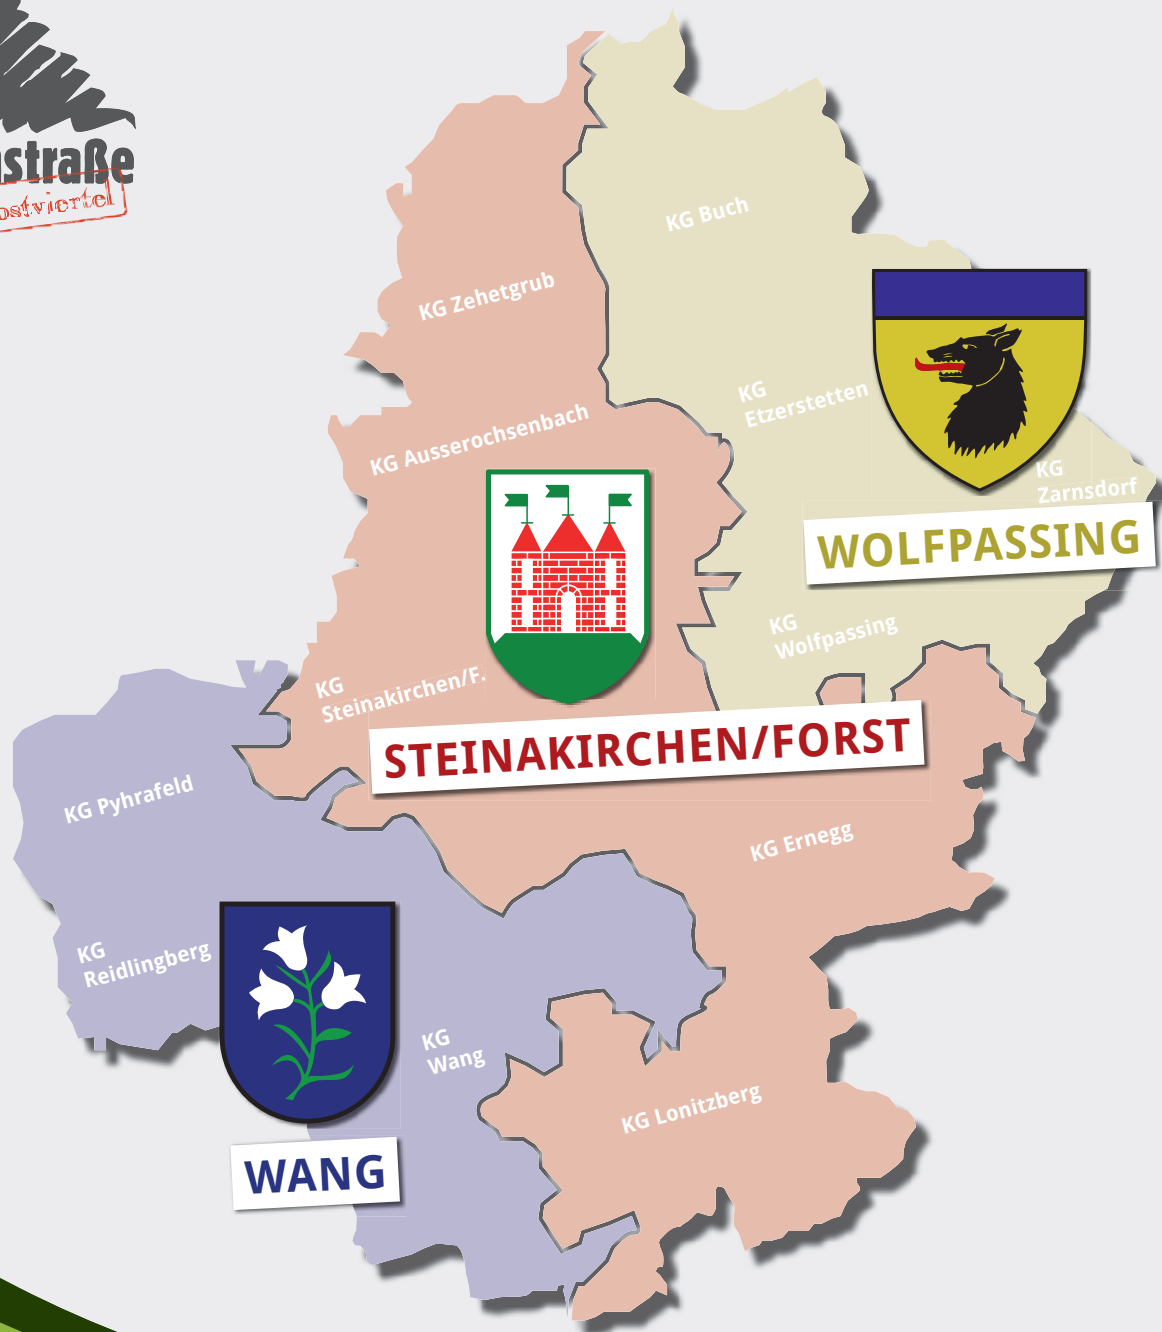 straße
KG Buch
KG Zehetgrub
KG
Etzerstetten
KG Ausserochsenbach
KG
Zarnsdorf
WOLFPASSING
KG
Wolfpassing
KG
Steinakirchen/F.
STEINAKIRCHEN/FORST
KG Pyhrafeld
KG Ernegg
KG
Reidlingberg
KG
Wang
KG Lonitzberg
WANG